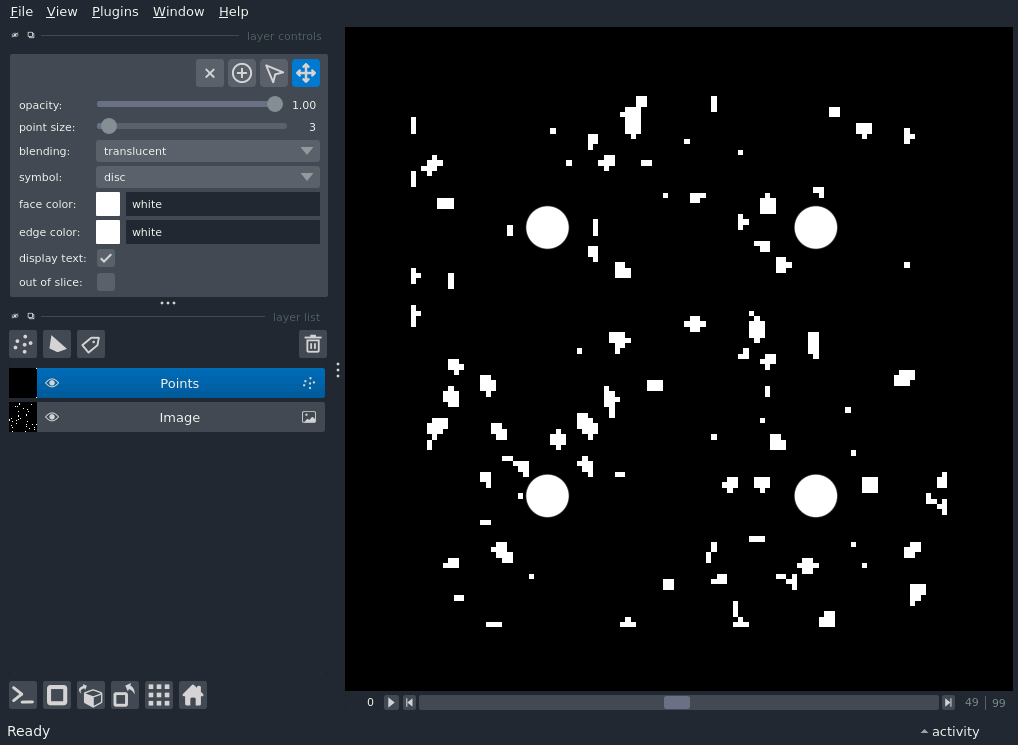 File View Plugins Window Help
layer controls
opacity: 1.00
point size: 3
blending: translucent
symbol: disc
face color: white
edge color: white
display text:
out of slice:
layer list
Points
Image
0 49 99
Ready activity